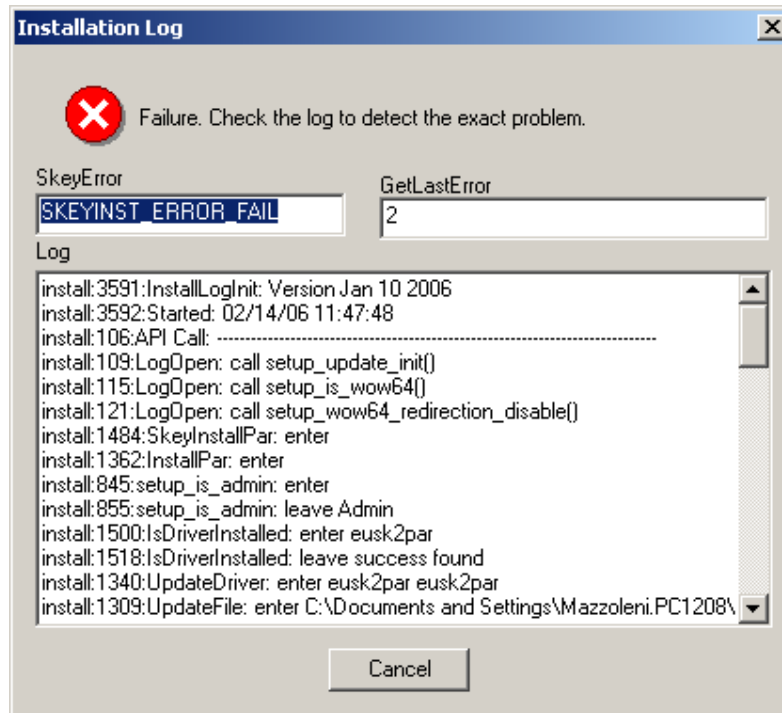 Installation Log
Failure. Check the log to detect the exact problem.
SkeyError
GetLastError
SKEYINST_ERROR_FAIL
2
Log
install:3591:InstallLogInit: Version Jan 10 2006
install:3592:Started: 02/14/06 11:47:48
install:106:API Call: -------------------------------------------------------------------------------
install:109:LogOpen: call setup_update_init()
install:115:LogOpen: call setup_is_wow64()
install:121:LogOpen: call setup_wow64_redirection_disable()
install:1484:SkeyInstallPar: enter
install:1362:InstallPar: enter
install:845:setup_is_admin: enter
install:855:setup_is_admin: leave Admin
install:1500:IsDriverInstalled: enter eusk2par
install:1518:IsDriverInstalled: leave success found
install:1340:UpdateDriver: enter eusk2par eusk2par
install:1309:UpdateFile: enter C:\Documents and Settings\Mazzoleni.PC1208\
Cancel